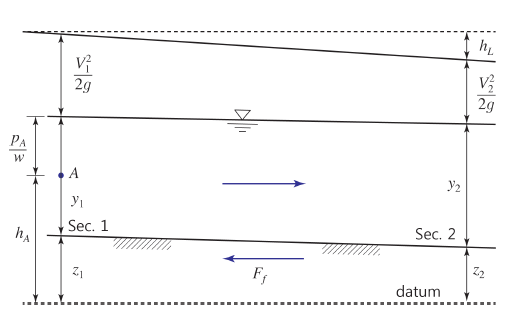 h_L
V_1^2
2g
V_2^2
2g
p_A
w
A
y_1
y_2
h_A
Sec. 1
Sec. 2
z_1
F_f
z_2
datum